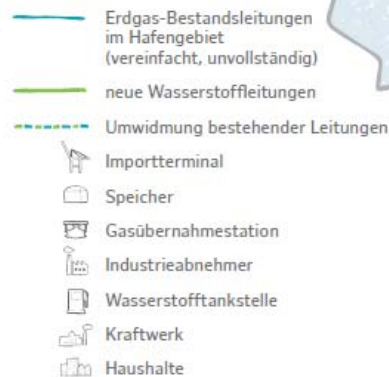 Erdgas-Bestandsleitungen
im Hafengebiet
(vereinfacht, unvollständig)
neue Wasserstoffleitungen
Umwidmung bestehender Leitungen
Importterminal
Speicher
Gasübernahmestation
Industrieabnehmer
Wasserstofftankstelle
Kraftwerk
Haushalte